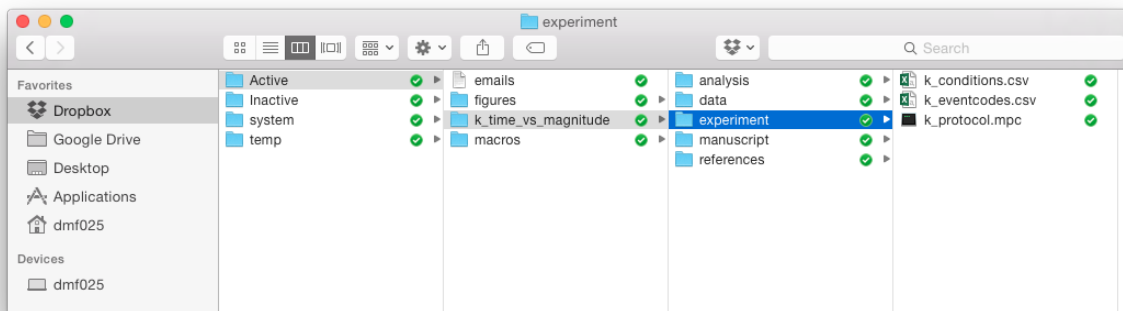 experiment
Search
Favorites
Dropbox
Google Drive
Desktop
Applications
dmf025
Devices
dmf025
Active
Inactive
system
temp
emails
figures
k_time_vs_magnitude
macros
analysis
data
experiment
manuscript
references
k_conditions.csv
k_eventcodes.csv
k_protocol.mpc